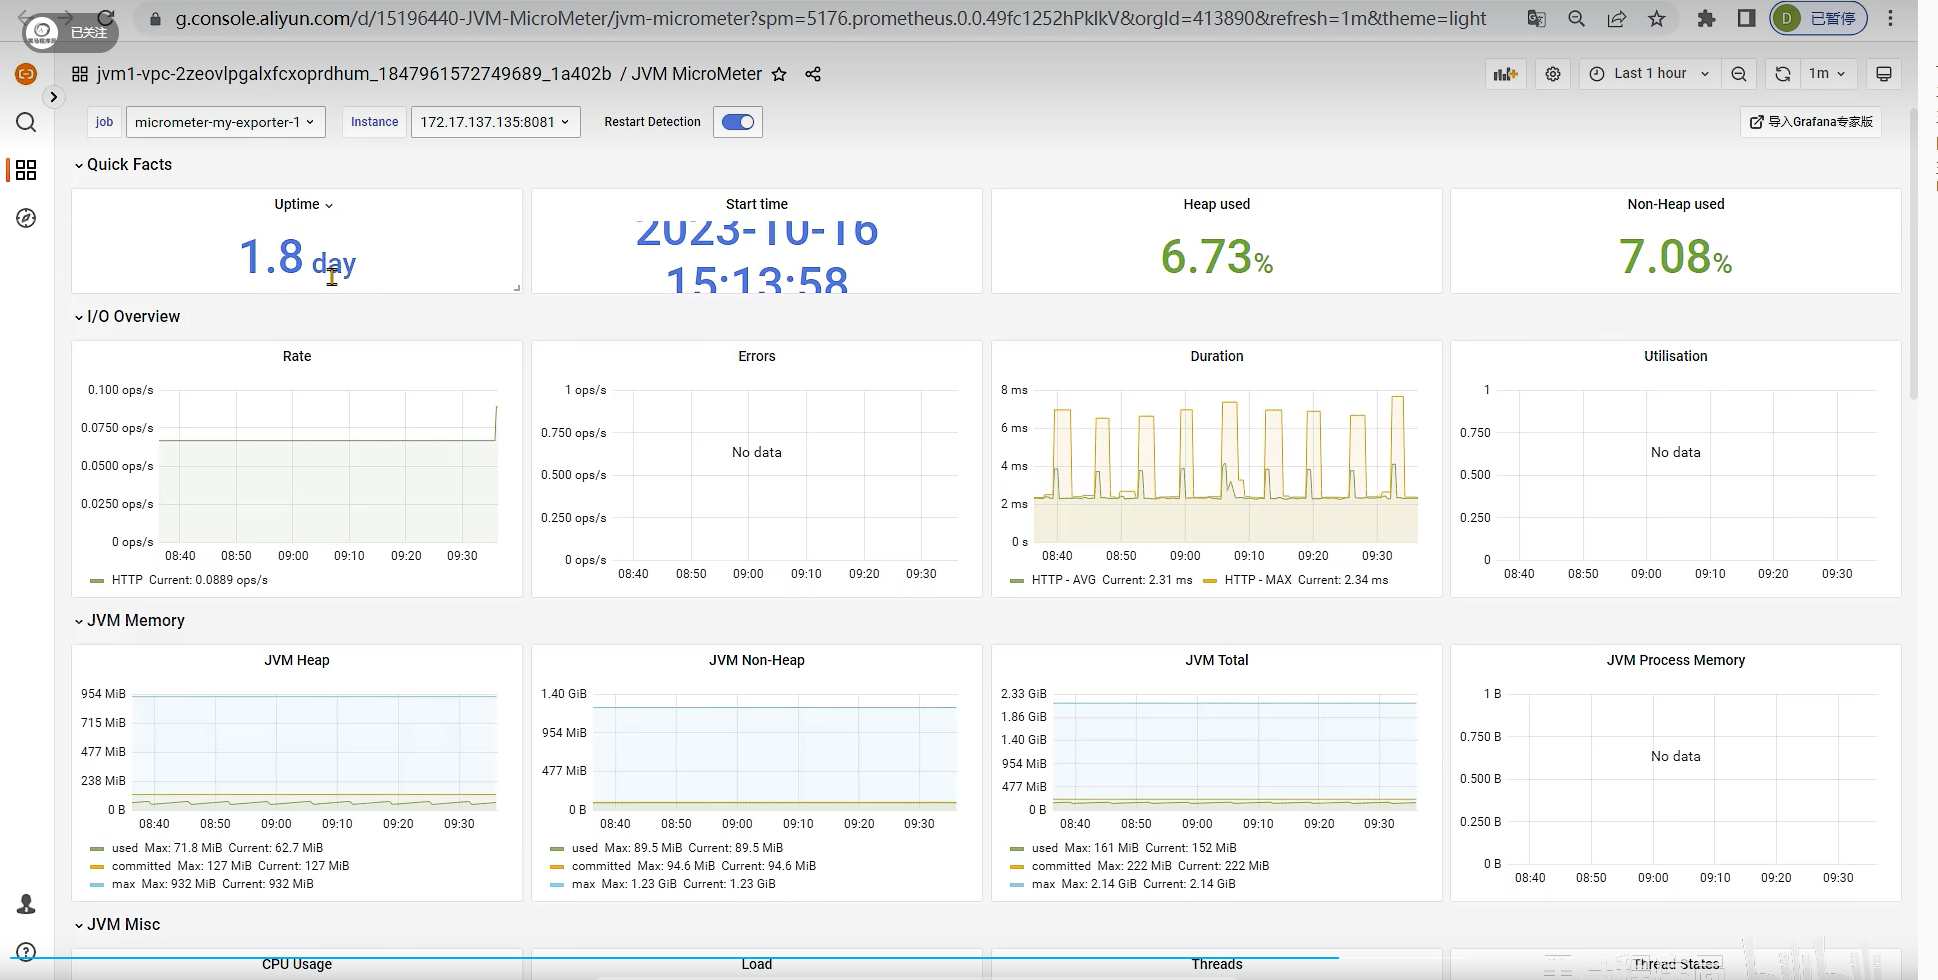 已关注
g.console.aliyun.com/d/15196440-JVM-MicroMeter/jvm-micrometer?spm=5176.prometheus.0.0.49fc1252hPkIkV&orgId=413890&refresh=1m&theme=light
D 已暂停
jvm1-vpc-2zeovlpgalxfcxoprdhum_1847961572749689_1a402b / JVM MicroMeter
Last 1 hour
1m
job micrometer-my-exporter-1 Instance 172.17.137.135:8081 Restart Detection
导入Grafana专家版
Quick Facts
Uptime
1.8 day
Start time
2023-10-16
15:13:58
Heap used
6.73%
Non-Heap used
7.08%
I/O Overview
Rate
0.100 ops/s
0.0750 ops/s
0.0500 ops/s
0.0250 ops/s
0 ops/s
08:40 08:50 09:00 09:10 09:20 09:30
HTTP Current: 0.0889 ops/s
Errors
1 ops/s
0.750 ops/s
0.500 ops/s
0.250 ops/s
0 ops/s
No data
08:40 08:50 09:00 09:10 09:20 09:30
Duration
8 ms
6 ms
4 ms
2 ms
0 s
08:40 08:50 09:00 09:10 09:20 09:30
HTTP - AVG Current: 2.31 ms HTTP - MAX Current: 2.34 ms
Utilisation
1
0.750
0.500
0.250
0
No data
08:40 08:50 09:00 09:10 09:20 09:30
JVM Memory
JVM Heap
954 MiB
715 MiB
477 MiB
238 MiB
0 B
08:40 08:50 09:00 09:10 09:20 09:30
used Max: 71.8 MiB Current: 62.7 MiB
committed Max: 127 MiB Current: 127 MiB
max Max: 932 MiB Current: 932 MiB
JVM Non-Heap
1.40 GiB
954 MiB
477 MiB
0 B
08:40 08:50 09:00 09:10 09:20 09:30
used Max: 89.5 MiB Current: 89.5 MiB
committed Max: 94.6 MiB Current: 94.6 MiB
max Max: 1.23 GiB Current: 1.23 GiB
JVM Total
2.33 GiB
1.86 GiB
1.40 GiB
954 MiB
477 MiB
0 B
08:40 08:50 09:00 09:10 09:20 09:30
used Max: 161 MiB Current: 152 MiB
committed Max: 222 MiB Current: 222 MiB
max Max: 2.14 GiB Current: 2.14 GiB
JVM Process Memory
1 B
0.750 B
0.500 B
0.250 B
0 B
No data
08:40 08:50 09:00 09:10 09:20 09:30
JVM Misc
CPU Usage
Load
Threads
Thread States